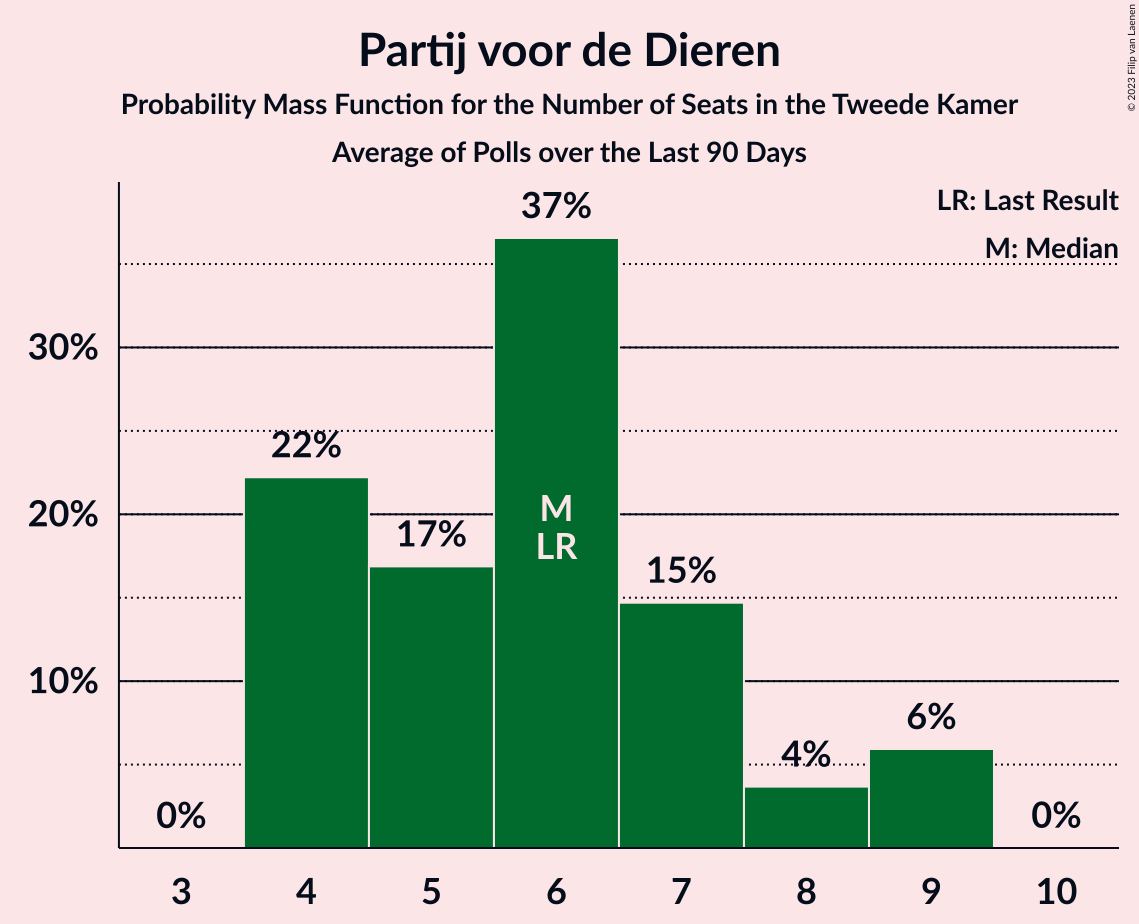 Partij voor de Dieren
Probability Mass Function for the Number of Seats in the Tweede Kamer
Average of Polls over the Last 90 Days
© 2023 Filip van Laenen
LR: Last Result
M: Median
37%
30%
22%
20%
17%
M
LR
15%
10%
6%
4%
0%
0%
3 4 5 6 7 8 9 10